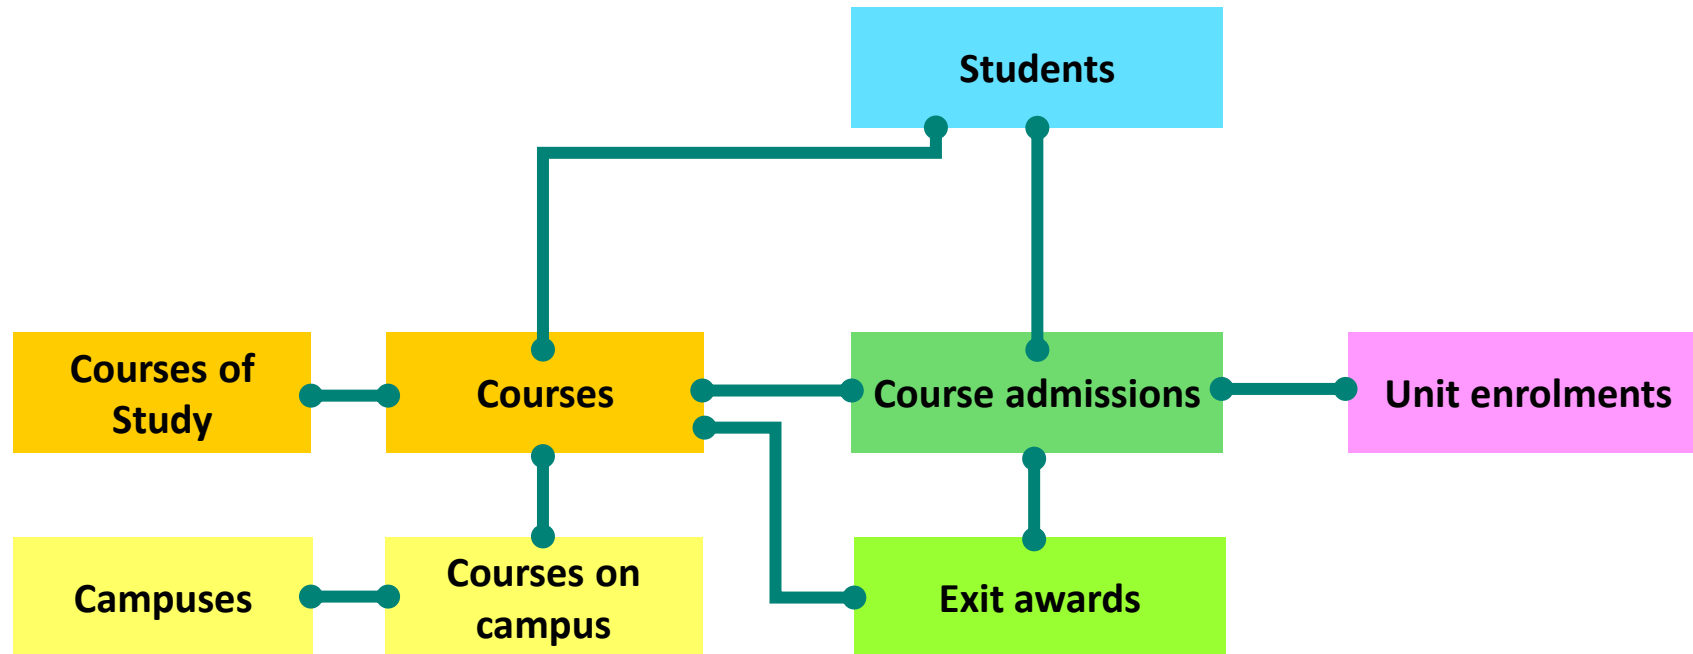 Students
Courses of
Study
Courses
Course admissions
Unit enrolments
Campuses
Courses on
campus
Exit awards